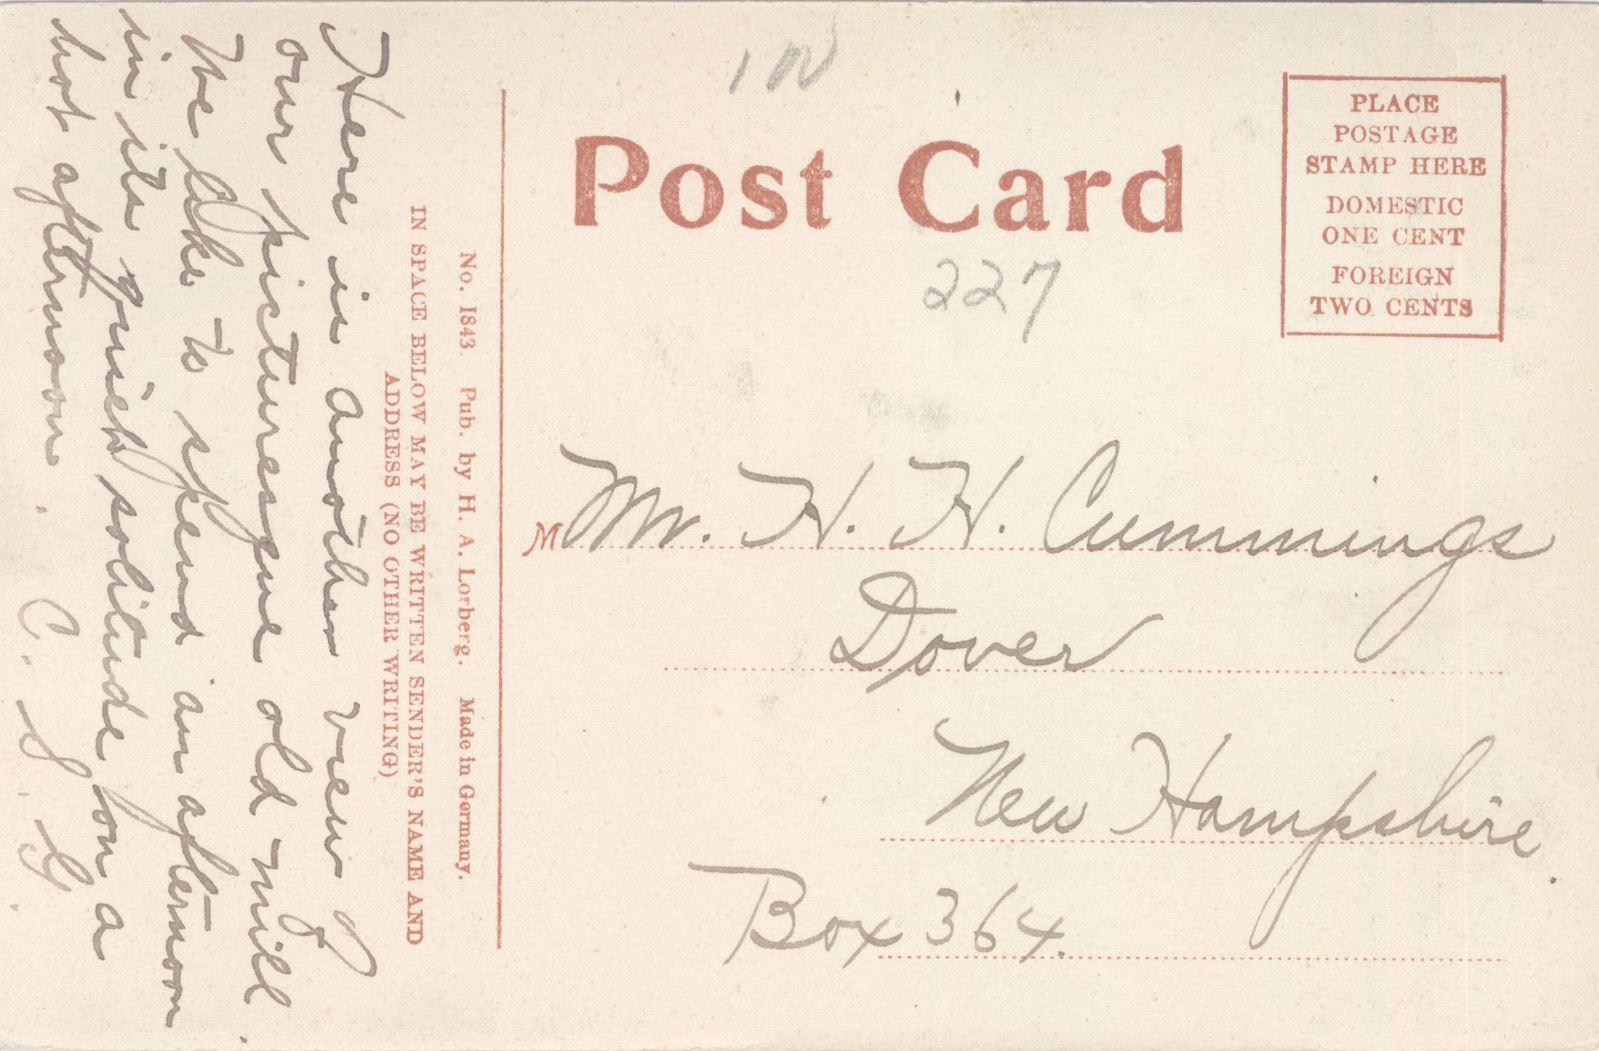 Here is another view of
our picturesque old mill.
We like to spend an afternoon
in its quiet solitude on a
hot afternoon.
C. S. G.
IN SPACE BELOW MAY BE WRITTEN SENDER'S NAME AND
ADDRESS (NO OTHER WRITING)
No. 1843 Pub. by H. A. Lorberg. Made in Germany.
Post Card
227
PLACE
POSTAGE
STAMP HERE
DOMESTIC
ONE CENT
FOREIGN
TWO CENTS
M Mr. H. H. Cummings
Dover
New Hampshire.
Box 364.